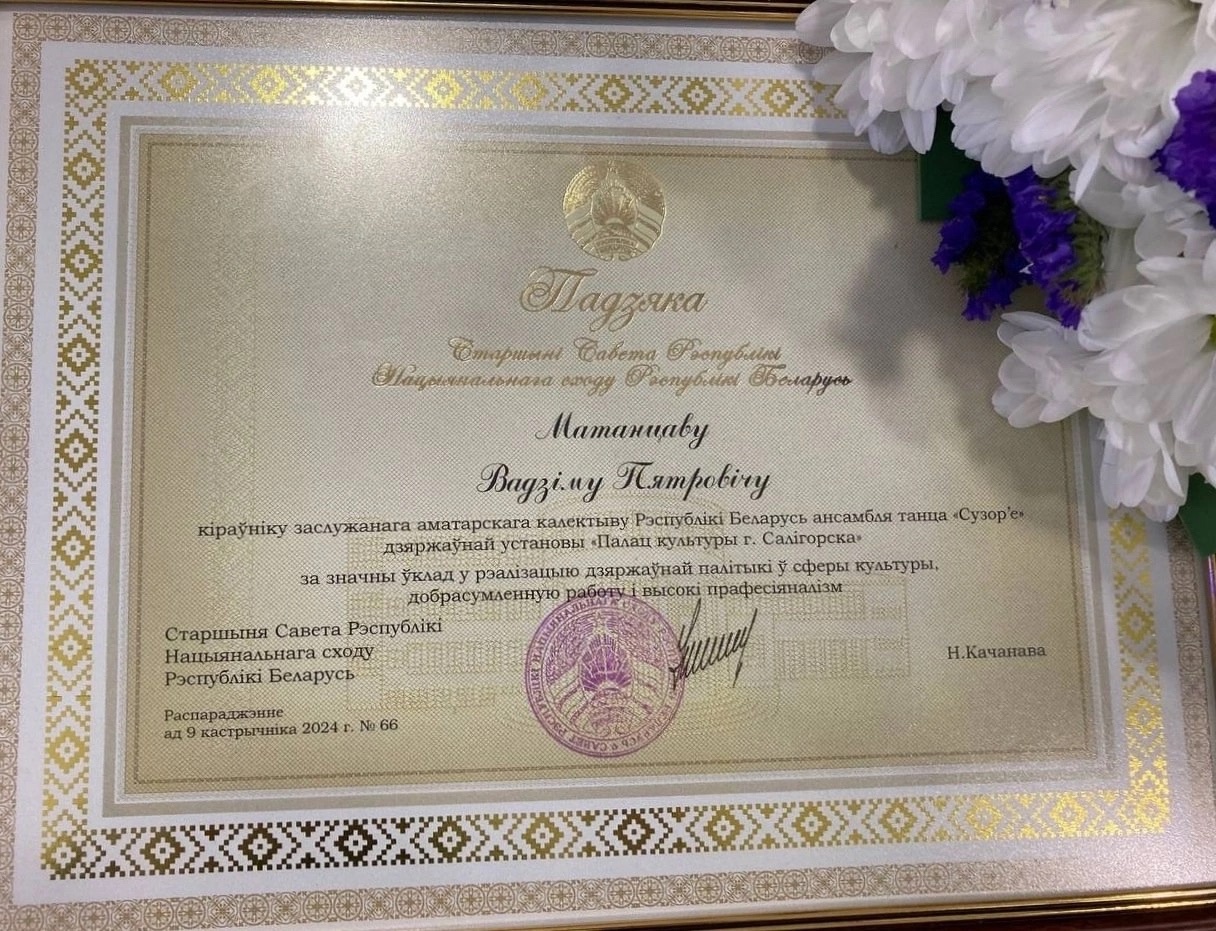 Падзяка
Старшыні Савета Рэспублікі
Нацыянальнага сходу Рэспублікі Беларусь
Матанцаву
Вадзіму Пятровічу
кіраўніку заслужанага аматарскага калектыву Рэспублікі Беларусь ансамбля танца «Сузор’е»
дзяржаўнай установы «Палац культуры г. Салігорска»
за значны ўклад у рэалізацыю дзяржаўнай палітыкі ў сферы культуры,
добрасумленную работу і высокі прафесіяналізм
Старшыня Савета Рэспублікі
Нацыянальнага сходу
Рэспублікі Беларусь
Н.Качанава
Распараджэнне
ад 9 кастрычніка 2024 г. № 66